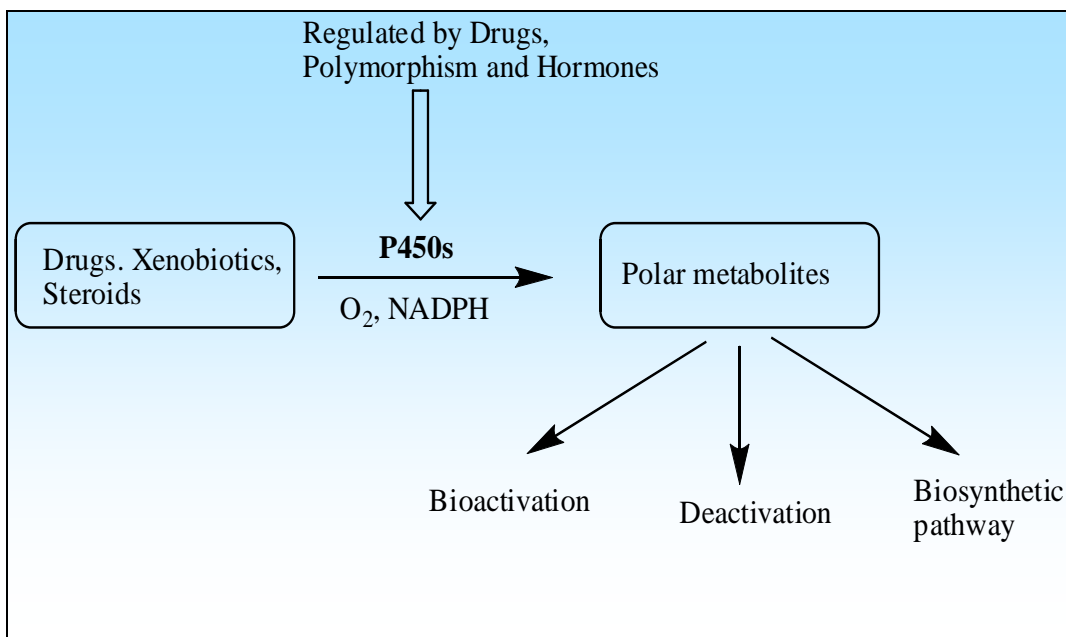 Regulated by Drugs,
Polymorphism and Hormones
Drugs. Xenobiotics,
Steroids
P450s
O2, NADPH
Polar metabolites
Bioactivation
Deactivation
Biosynthetic
pathway